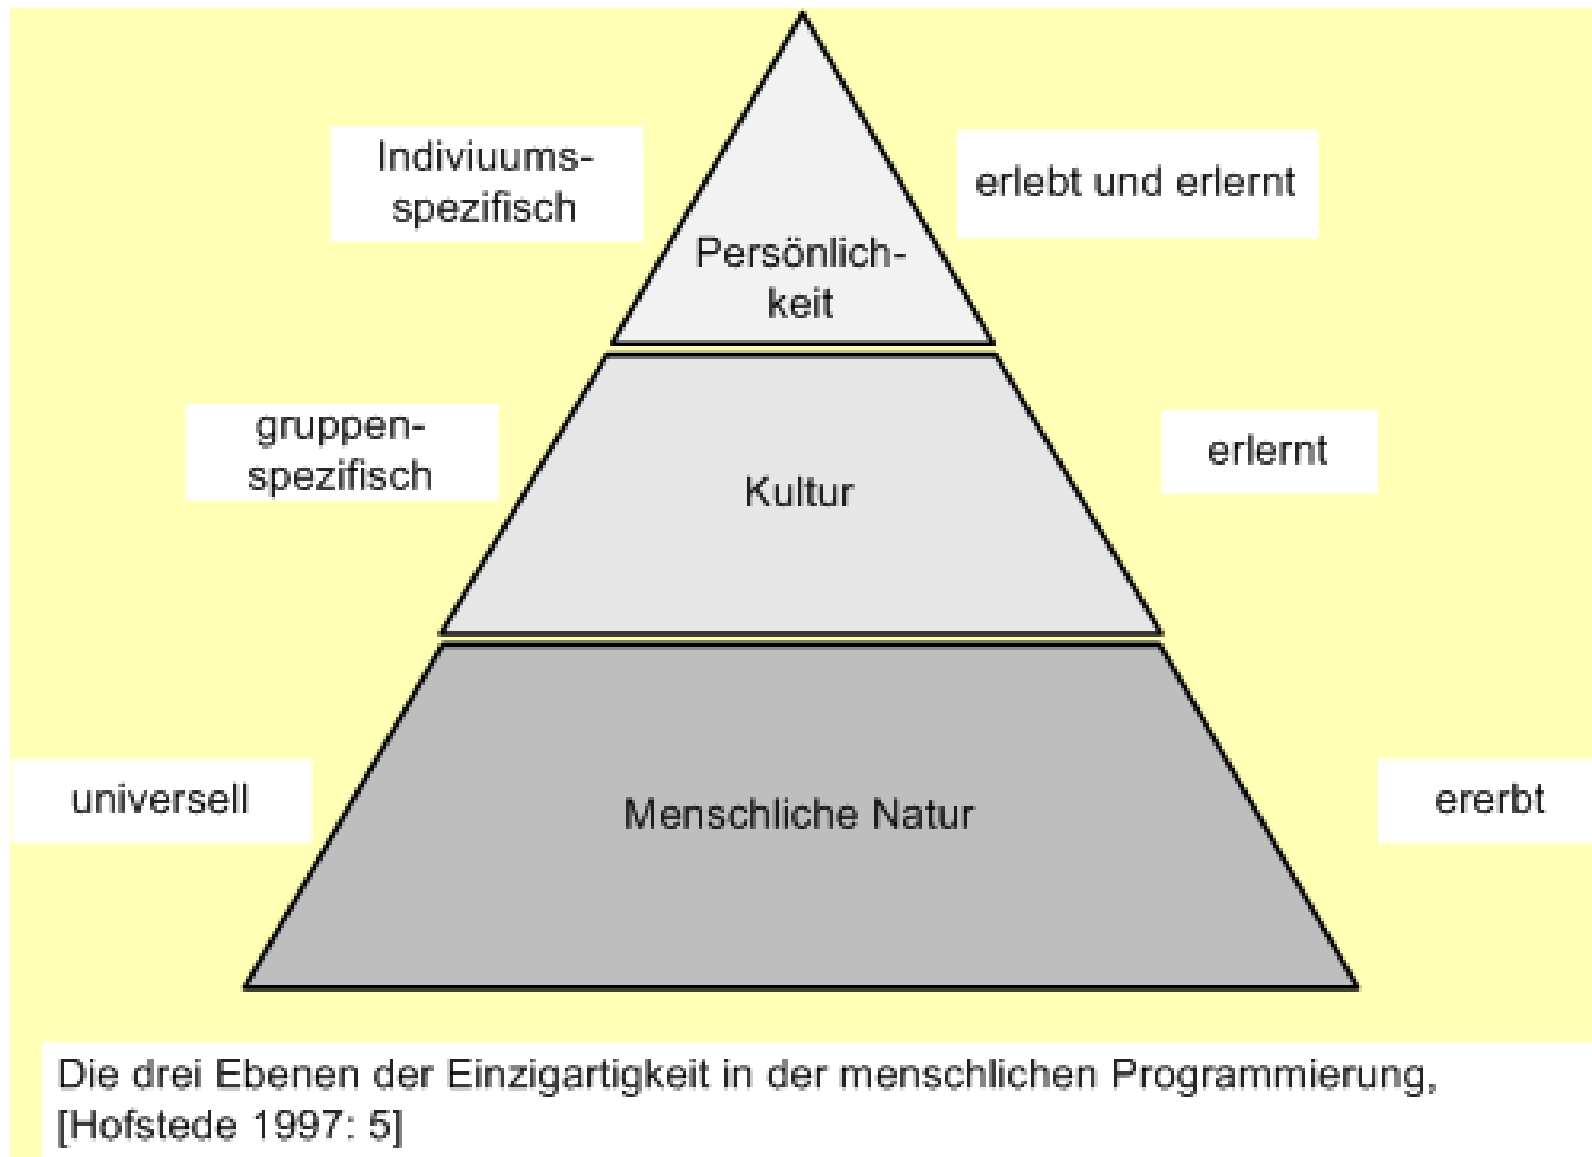 Indiviuums-
spezifisch
erlebt und erlernt
Persönlich-
keit
gruppen-
spezifisch
erlernt
Kultur
universell
Menschliche Natur
ererbt
Die drei Ebenen der Einzigartigkeit in der menschlichen Programmierung,
[Hofstede 1997: 5]